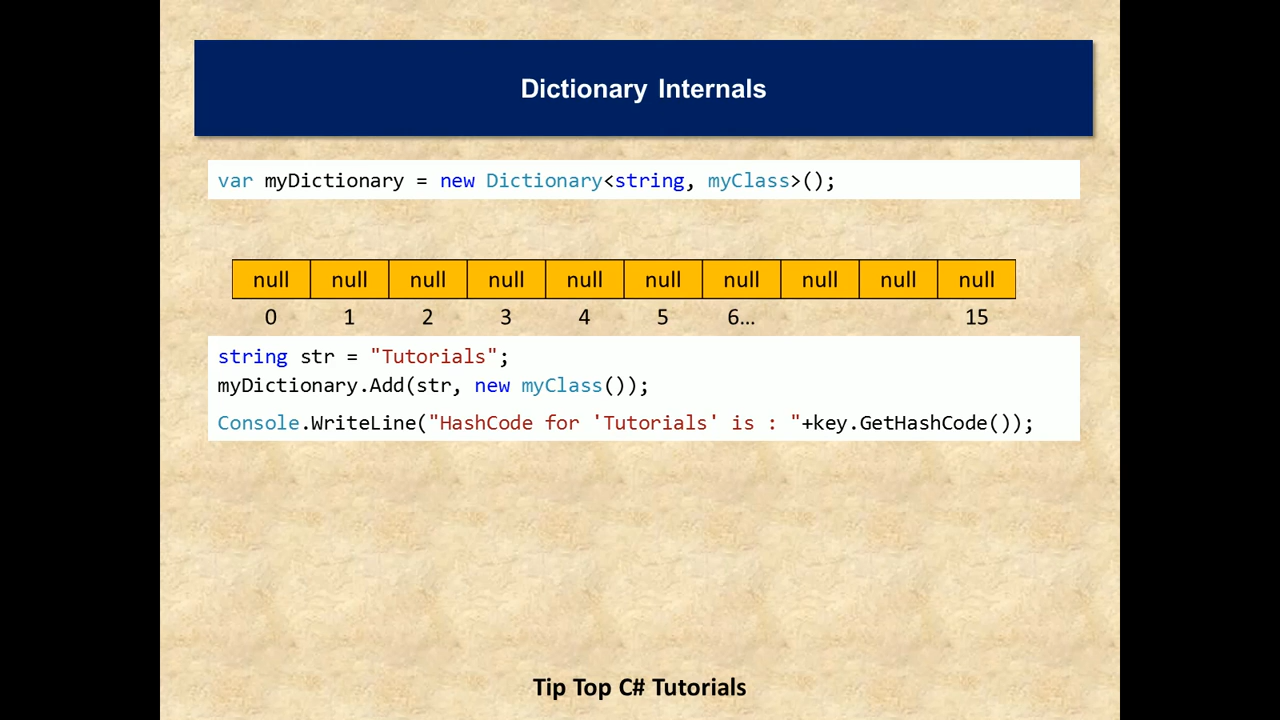 Dictionary Internals
var myDictionary = new Dictionary<string, myClass>();
null null null null null null null null null null
0 1 2 3 4 5 6... 15
string str = "Tutorials";
myDictionary.Add(str, new myClass());
Console.WriteLine("HashCode for 'Tutorials' is : "+key.GetHashCode());
Tip Top C# Tutorials